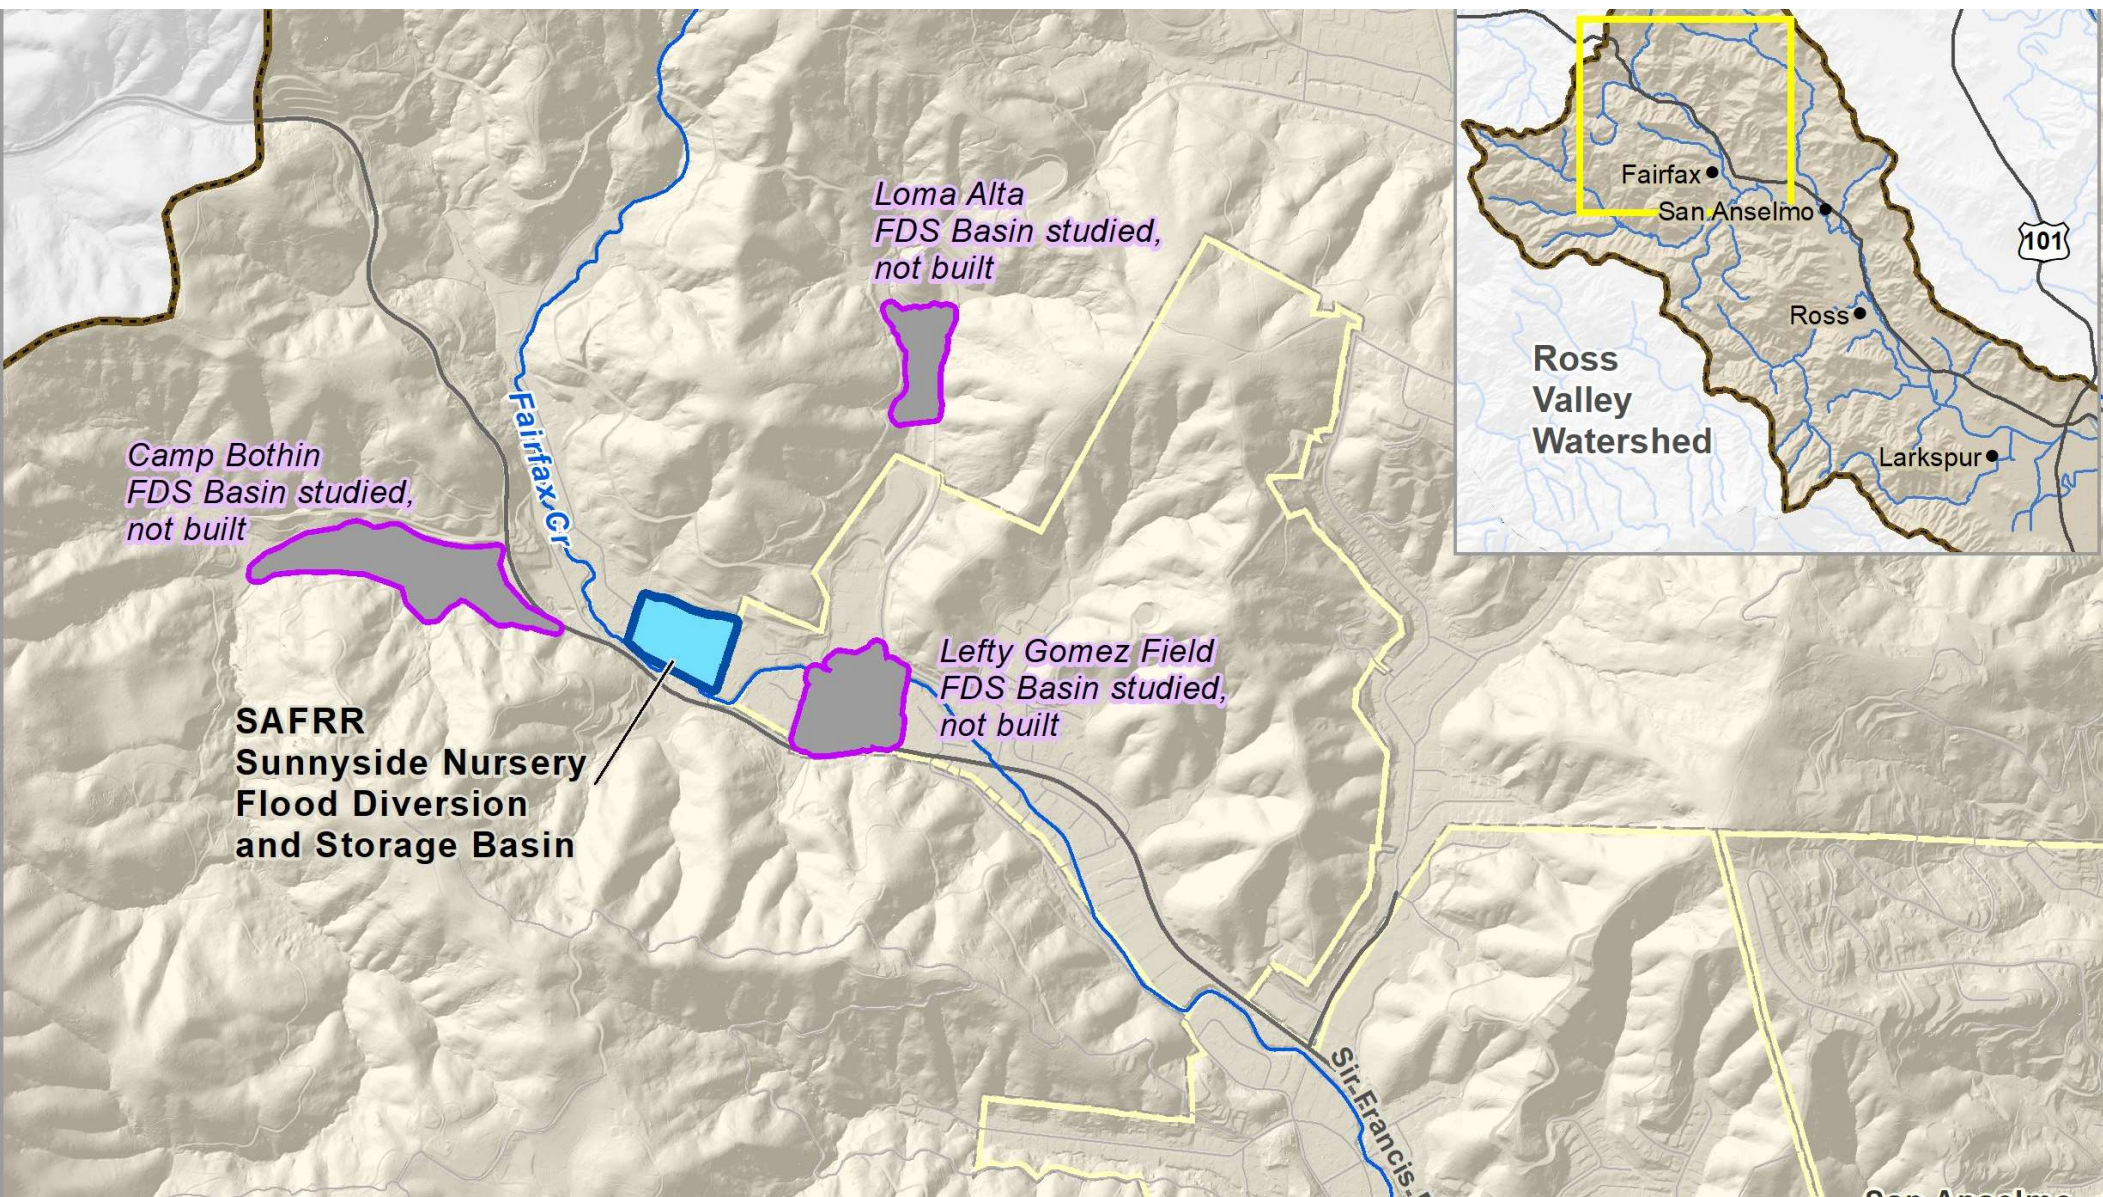 Loma Alta
FDS Basin studied,
not built
Camp Bothin
FDS Basin studied,
not built
Fairfax Cr
Lefty Gomez Field
FDS Basin studied,
not built
SAFRR
Sunnyside Nursery
Flood Diversion
and Storage Basin
Sir Francis
San Anselmo
Fairfax
San Anselmo
101
Ross
Ross
Valley
Watershed
Larkspur